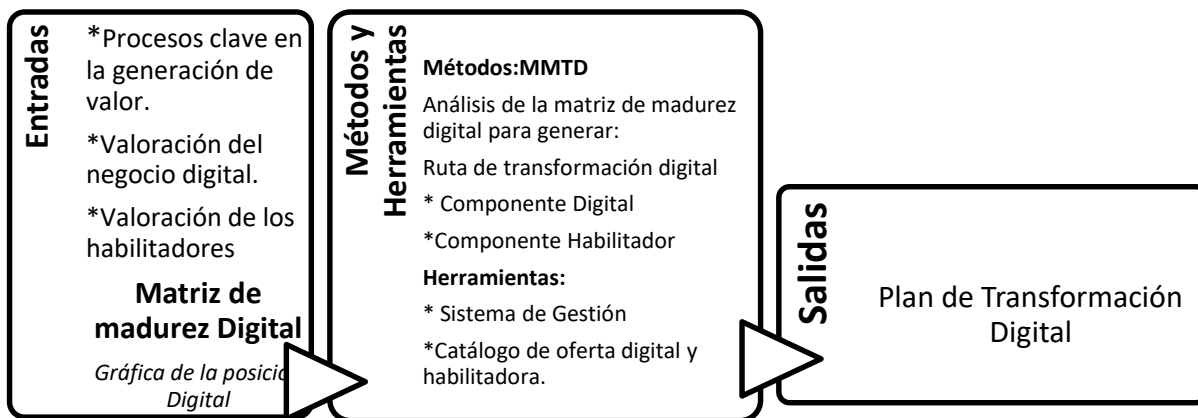 Entradas
*Procesos clave en
la generación de
valor.
*Valoración del
negocio digital.
*Valoración de los
habilitadores
Matriz de
madurez Digital
Gráfica de la posicio
Digital
Métodos y
Herramientas
Métodos:MMTD
Análisis de la matriz de madurez
digital para generar:
Ruta de transformación digital
* Componente Digital
*Componente Habilitador
Herramientas:
* Sistema de Gestión
*Catálogo de oferta digital y
habilitadora.
Salidas
Plan de Transformación
Digital